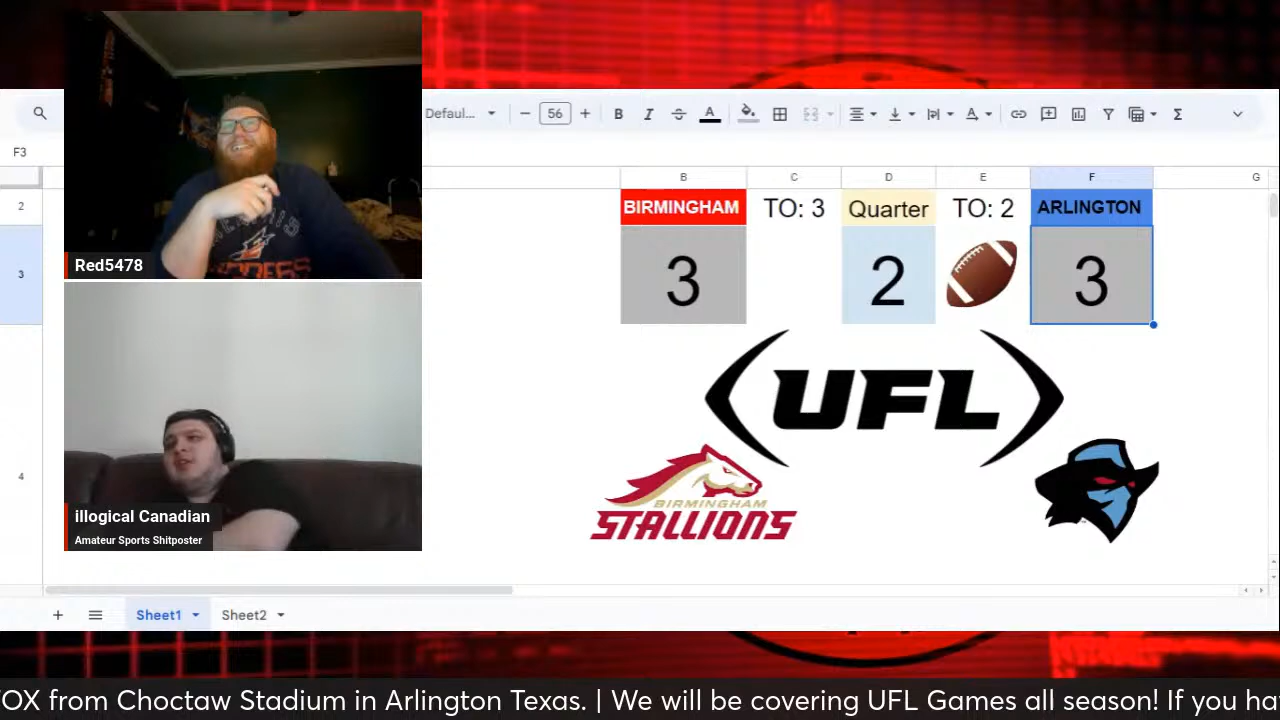 Defaul...
56
B
I
A
Σ
F3
B
C
D
E
F
G
2
BIRMINGHAM
TO: 3
Quarter
TO: 2
ARLINGTON
3
3
2
3
UFL
BIRMINGHAM
STALLIONS
4
Red5478
illogical Canadian
Amateur Sports Shitposter
Sheet1
Sheet2
OX from Choctaw Stadium in Arlington Texas. | We will be covering UFL Games all season! If you ha